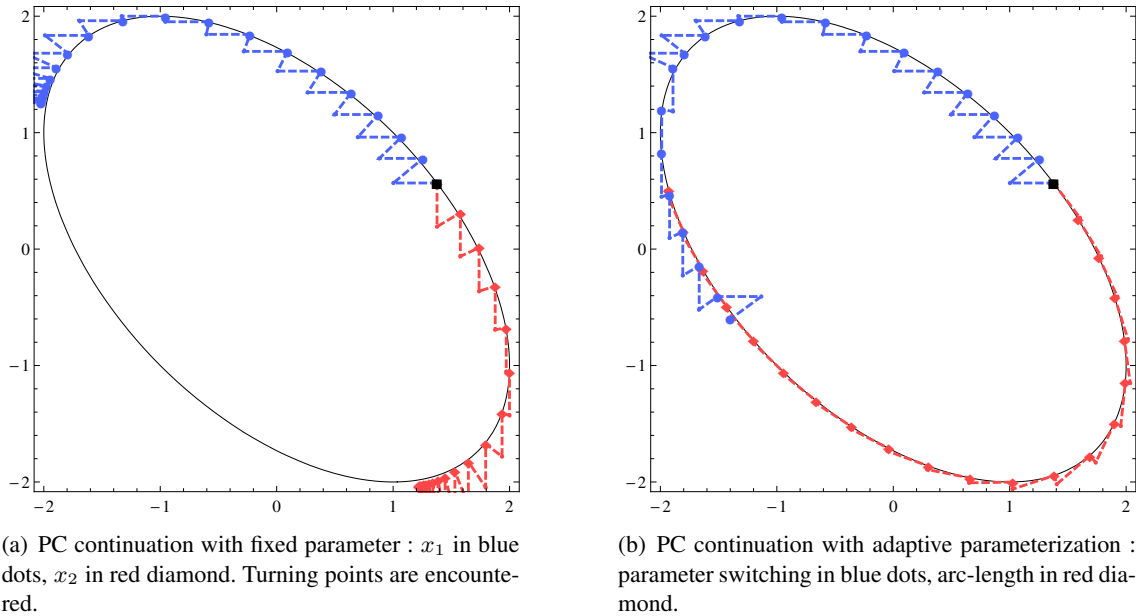 2
1
0
−1
−2
−2 −1 0 1 2
2
1
0
−1
−2
−2 −1 0 1 2
(a) PC continuation with fixed parameter : x₁ in blue
dots, x₂ in red diamond. Turning points are encounte-
red.
(b) PC continuation with adaptive parameterization :
parameter switching in blue dots, arc-length in red dia-
mond.